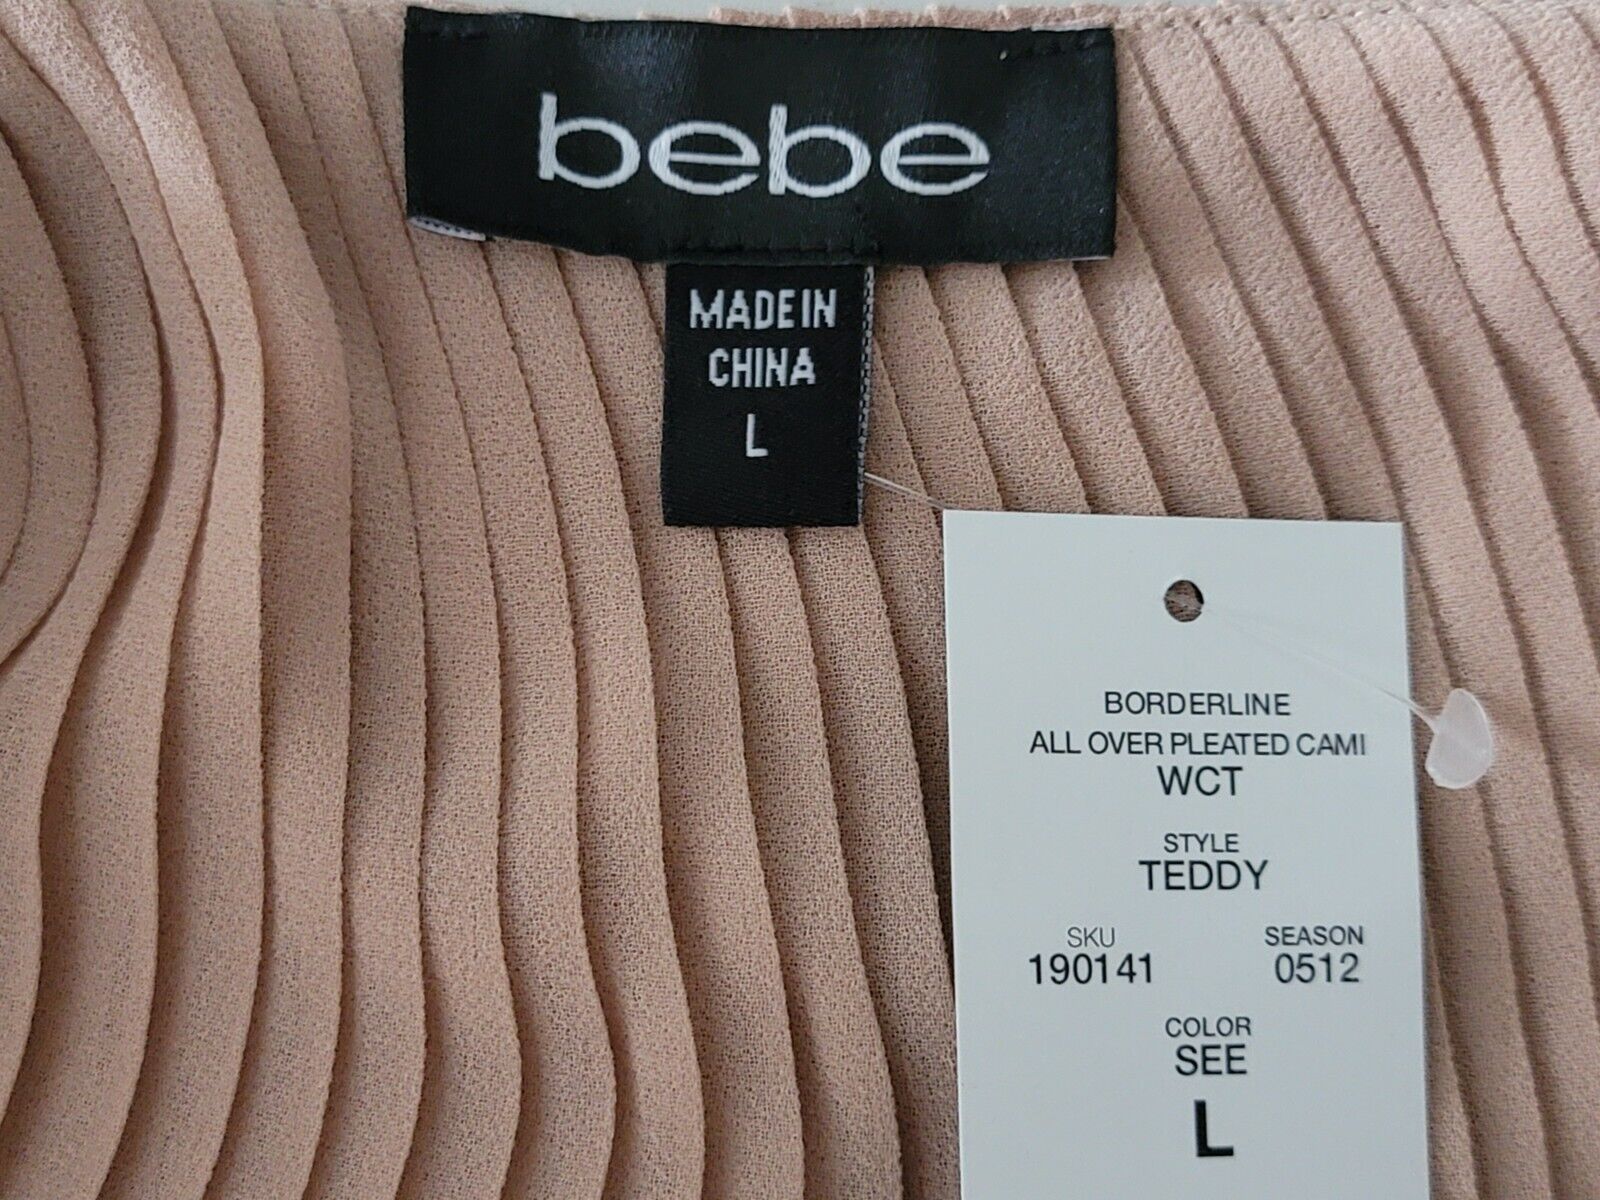 bebe
MADE IN
CHINA
L
BORDERLINE
ALL OVER PLEATED CAMI
WCT
STYLE
TEDDY
SKU SEASON
190141 0512
COLOR
SEE
L